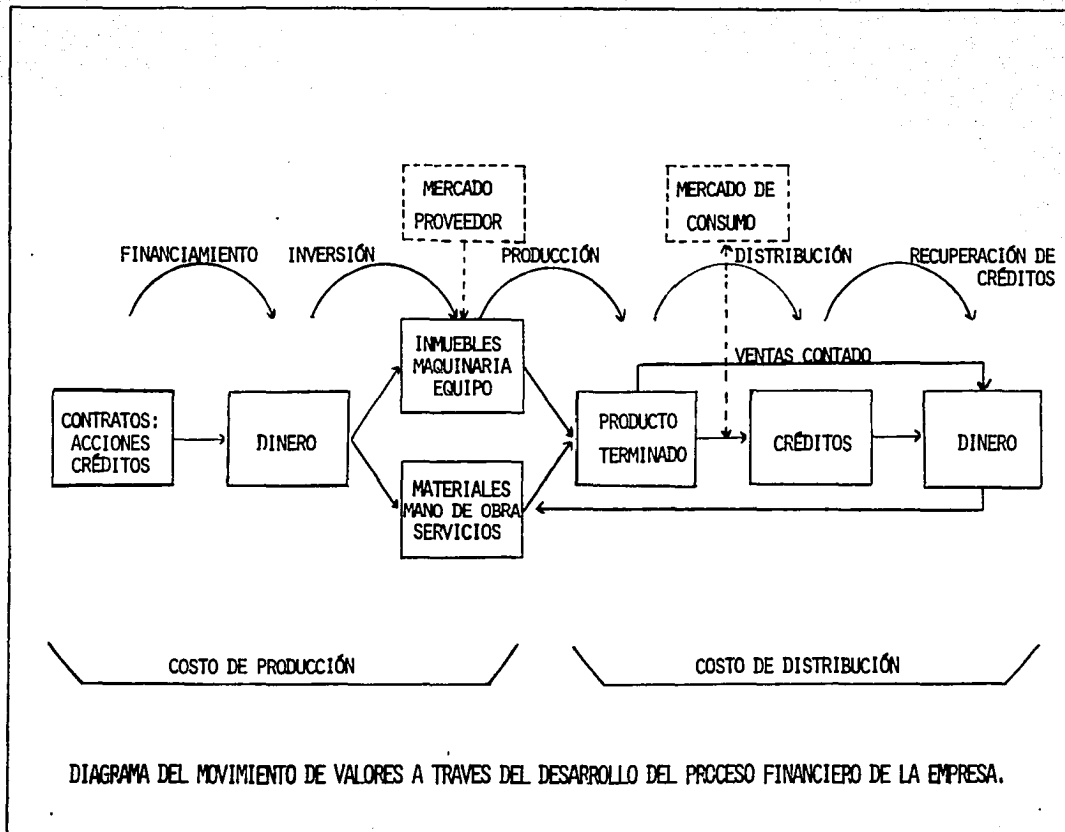 MERCADO
PROVEEDOR
MERCADO DE
CONSUMO
FINANCIAMIENTO
INVERSIÓN
PRODUCCIÓN
DISTRIBUCIÓN
RECUPERACIÓN DE
CRÉDITOS
CONTRATOS:
ACCIONES
CRÉDITOS
DINERO
INMUEBLES
MAQUINARIA
EQUIPO
MATERIALES
MANO DE OBRA
SERVICIOS
VENTAS CONTADO
PRODUCTO
TERMINADO
CRÉDITOS
DINERO
COSTO DE PRODUCCIÓN
COSTO DE DISTRIBUCIÓN
DIAGRAMA DEL MOVIMIENTO DE VALORES A TRAVES DEL DESARROLLO DEL PROCESO FINANCIERO DE LA EMPRESA.